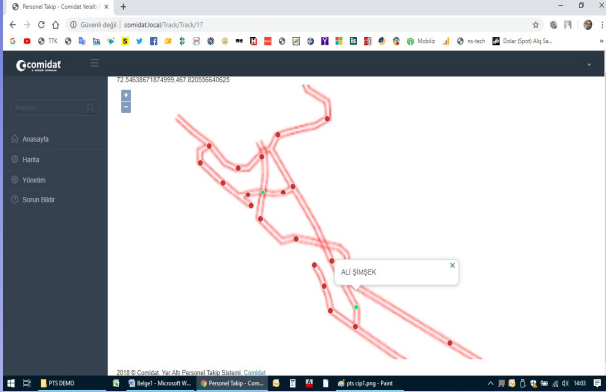 Personel Takip - Comidat Yeraltı
Güvenli değil | comidat.local/Track/Track/17
TTK
Mobiliz
ns-tech
Dolar (Spot) Alış Sa...
comidat
72.54638671874999,467.820556640625
+
−
Anasayfa
Harita
Yönetim
Sorun Bildir
ALİ ŞİMŞEK
2018 © Comidat. Yer Altı Personel Takip Sistemi. Comidat
PTS DEMO
Belge1 - Microsoft W...
Personel Takip - Com...
pts cip1.png - Paint
14:03